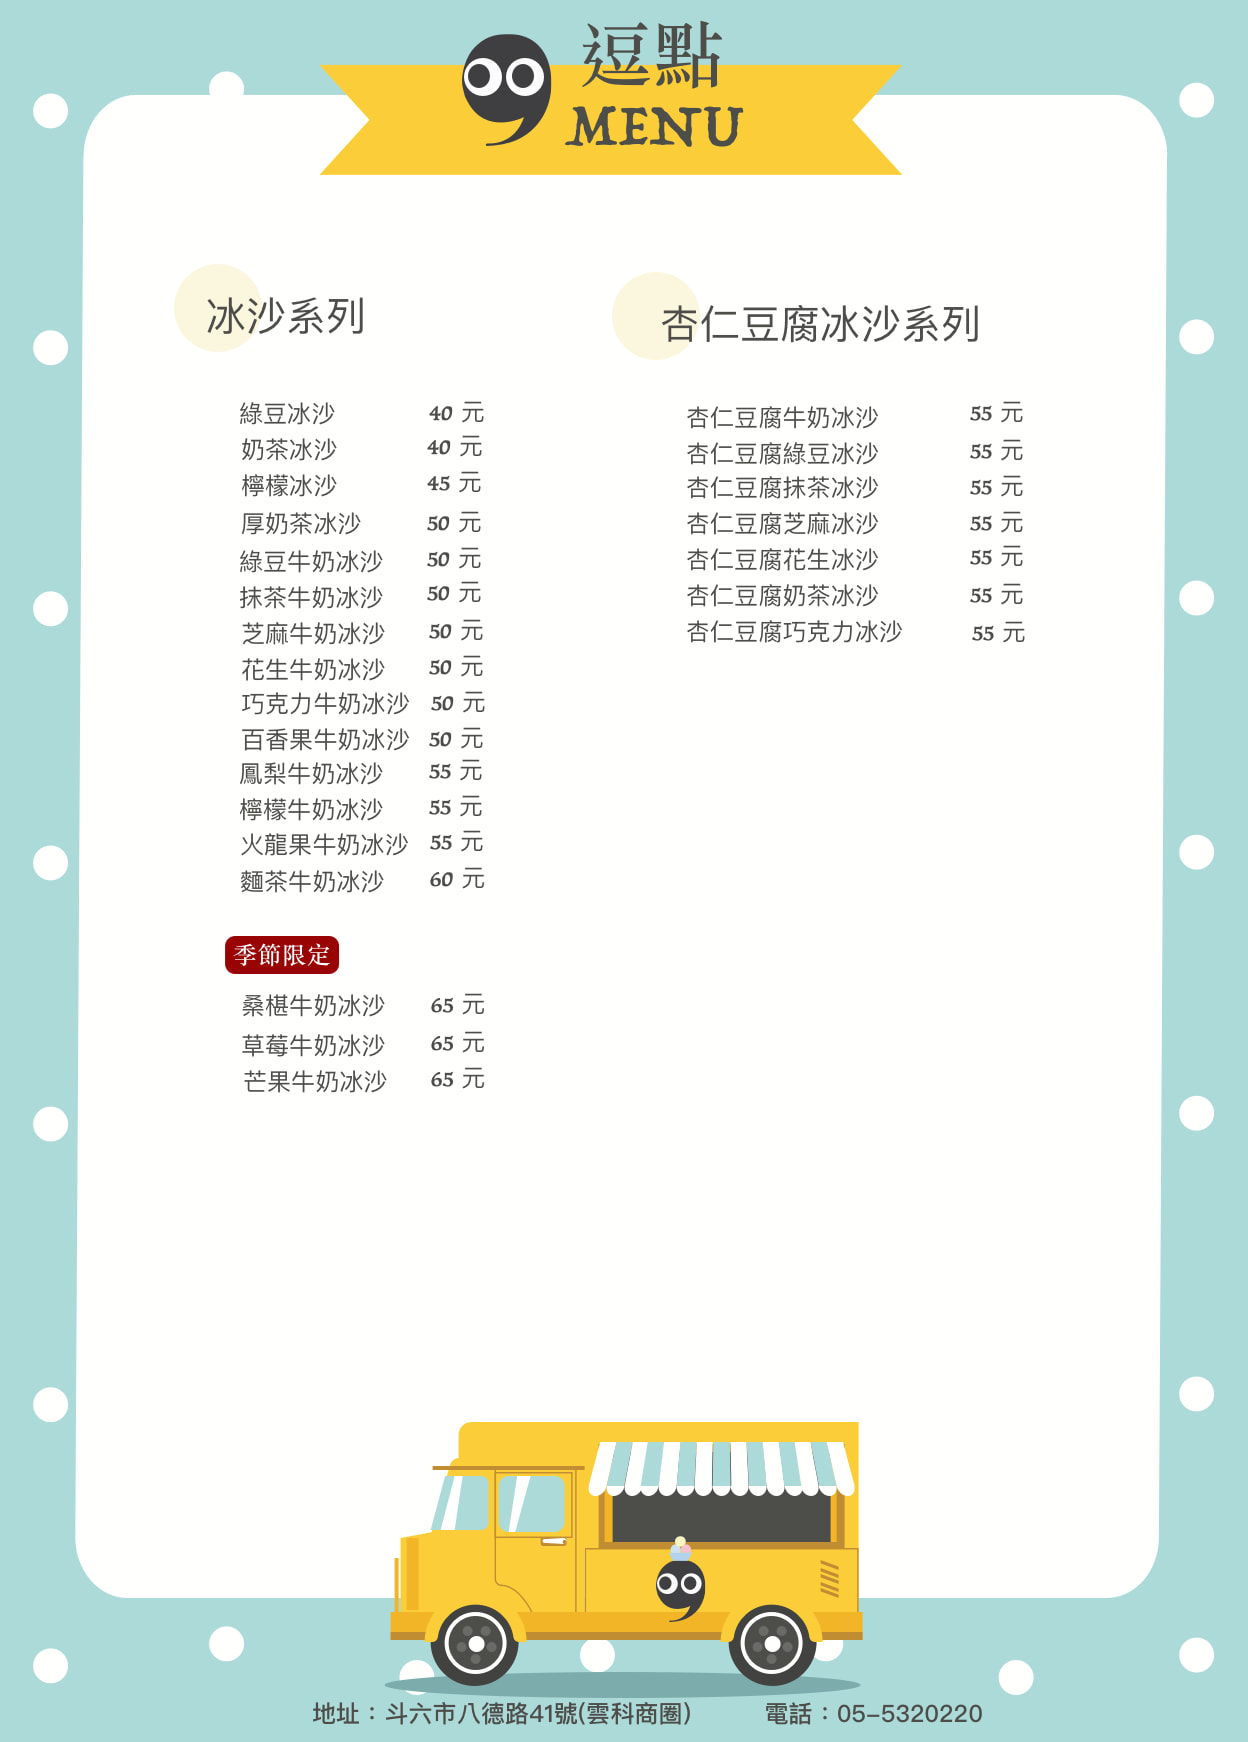 逗點
MENU
冰沙系列
綠豆冰沙 40 元
奶茶冰沙 40 元
檸檬冰沙 45 元
厚奶茶冰沙 50 元
綠豆牛奶冰沙 50 元
抹茶牛奶冰沙 50 元
芝麻牛奶冰沙 50 元
花生牛奶冰沙 50 元
巧克力牛奶冰沙 50 元
百香果牛奶冰沙 50 元
鳳梨牛奶冰沙 55 元
檸檬牛奶冰沙 55 元
火龍果牛奶冰沙 55 元
麵茶牛奶冰沙 60 元
季節限定
桑椹牛奶冰沙 65 元
草莓牛奶冰沙 65 元
芒果牛奶冰沙 65 元
杏仁豆腐冰沙系列
杏仁豆腐牛奶冰沙 55 元
杏仁豆腐綠豆冰沙 55 元
杏仁豆腐抹茶冰沙 55 元
杏仁豆腐芝麻冰沙 55 元
杏仁豆腐花生冰沙 55 元
杏仁豆腐奶茶冰沙 55 元
杏仁豆腐巧克力冰沙 55 元
地址：斗六市八德路41號(雲科商圈) 電話：05-5320220